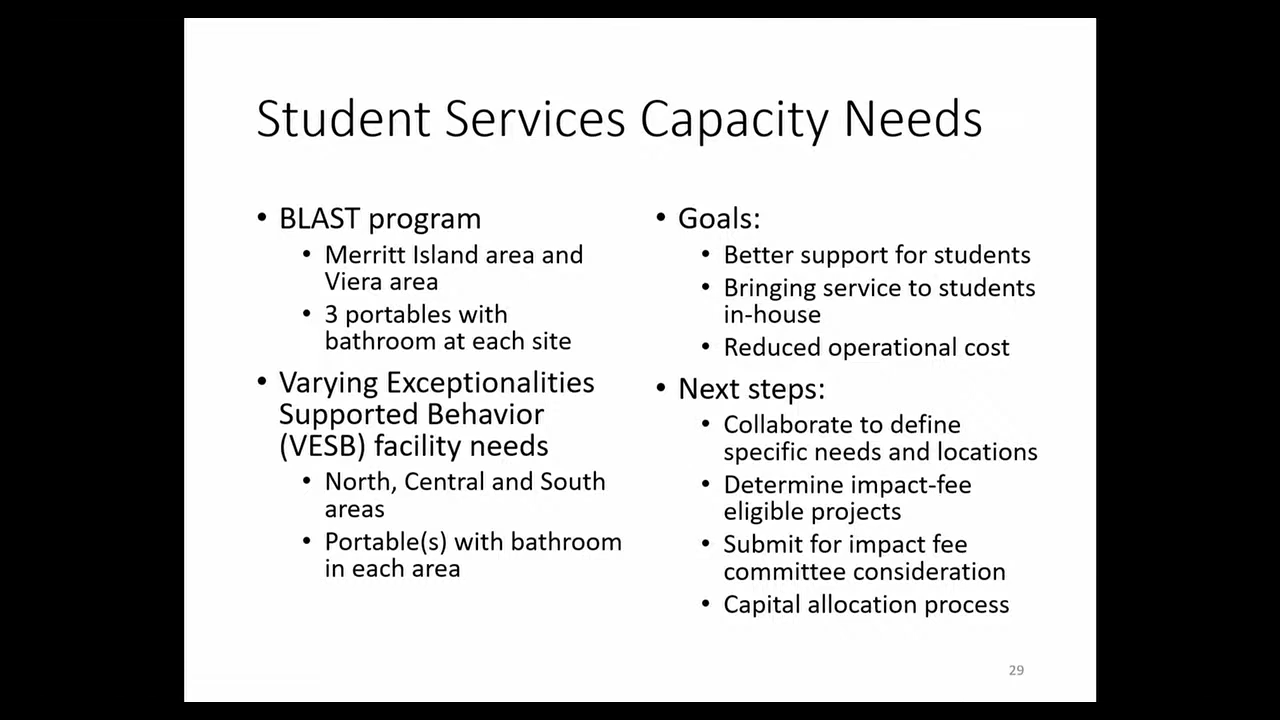 Student Services Capacity Needs
• BLAST program
• Merritt Island area and
Viera area
• 3 portables with
bathroom at each site
• Varying Exceptionalities
Supported Behavior
(VESB) facility needs
• North, Central and South
areas
• Portable(s) with bathroom
in each area
• Goals:
• Better support for students
• Bringing service to students
in-house
• Reduced operational cost
• Next steps:
• Collaborate to define
specific needs and locations
• Determine impact-fee
eligible projects
• Submit for impact fee
committee consideration
• Capital allocation process
29